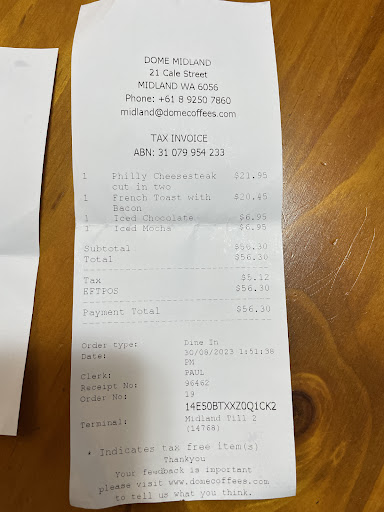 DOME MIDLAND
21 Cale Street
MIDLAND WA 6056
Phone: +61 8 9250 7860
midland@domecoffees.com
TAX INVOICE
ABN: 31 079 954 233
1 Philly Cheesesteak $21.95
cut in two
1 French Toast with $20.45
Bacon
1 Iced Chocolate $6.95
1 Iced Mocha $6.95
Subtotal $56.30
Total $56.30
Tax $5.12
EFTPOS $56.30
Payment Total $56.30
Order type: Dine In
Date: 30/08/2023 1:51:38
PM
Clerk: PAUL
Receipt No: 96462
Order No: 19
14E50BTXXZ0Q1CK2
Terminal: Midland Till 2
(14768)
* Indicates tax free item(s)
Thankyou
Your feedback is important
please visit www.domecoffees.com
to tell us what you think.